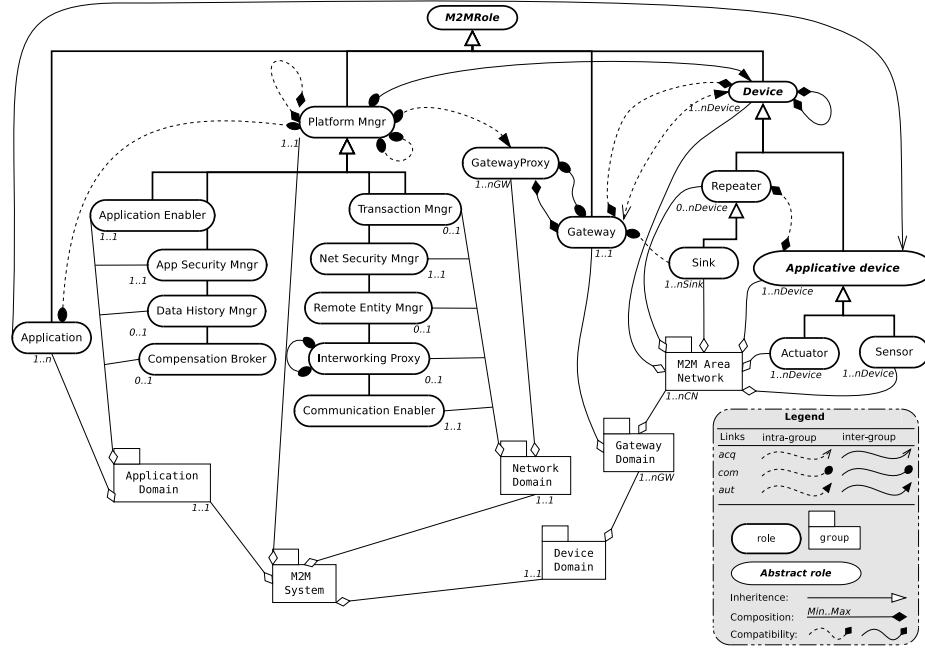 M2MRole
Device
1..nDevice
Platform Mngr
1..1
GatewayProxy
1..nGW
Repeater
0..nDevice
Application Enabler
1..1
Transaction Mngr
0..1
Gateway
1..1
App Security Mngr
1..1
Net Security Mngr
1..1
Sink
1..nSink
Applicative device
1..nDevice
Data History Mngr
0..1
Remote Entity Mngr
0..1
Application
1..n
Compensation Broker
0..1
Interworking Proxy
0..1
Actuator
1..nDevice
Sensor
1..nDevice
M2M Area
Network
1..nCN
Communication Enabler
1..1
Application
Domain
1..1
Network
Domain
1..1
Gateway
Domain
1..nGW
Device
Domain
1..1
M2M
System
Legend
Links intra-group inter-group
acq
com
aut
role
group
Abstract role
Inheritence:
Composition: Min..Max
Compatibility: